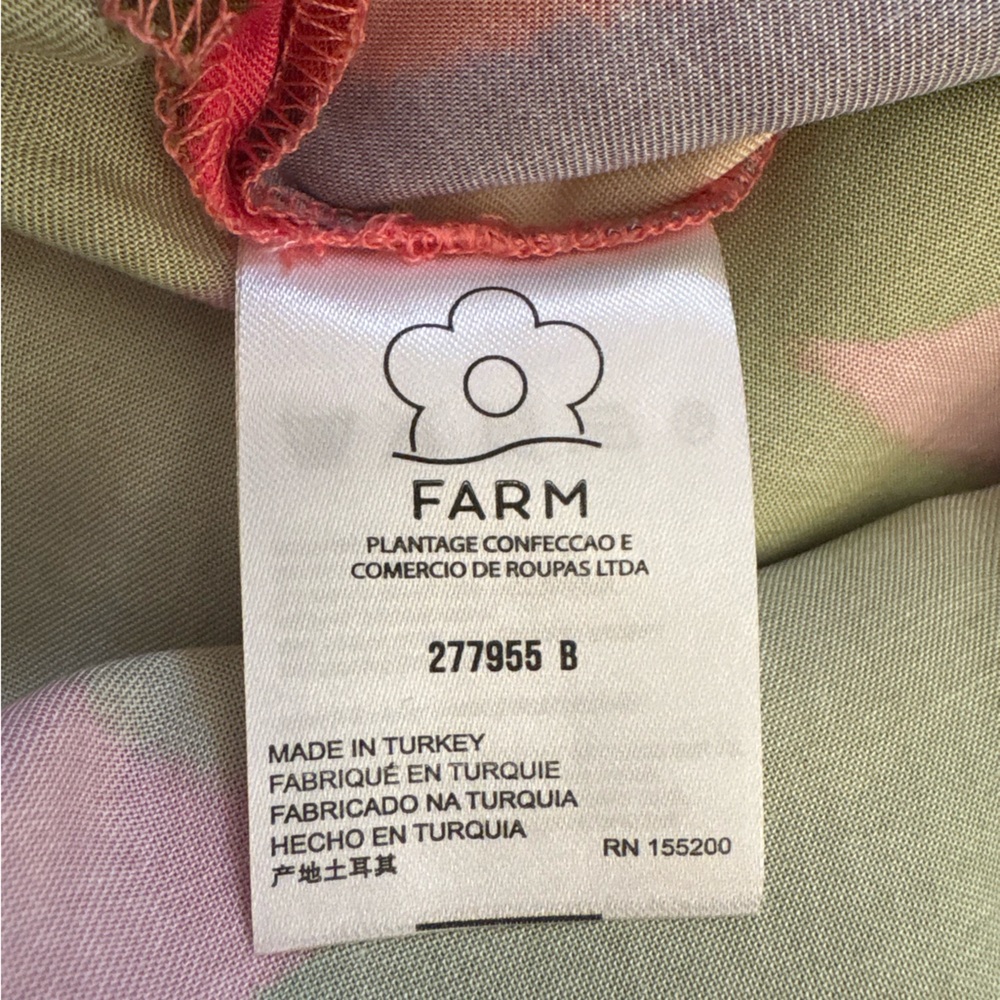 FARM
PLANTAGE CONFECCAO E
COMERCIO DE ROUPAS LTDA
277955 B
MADE IN TURKEY
FABRIQUÉ EN TURQUIE
FABRICADO NA TURQUIA
HECHO EN TURQUIA
产地土耳其
RN 155200